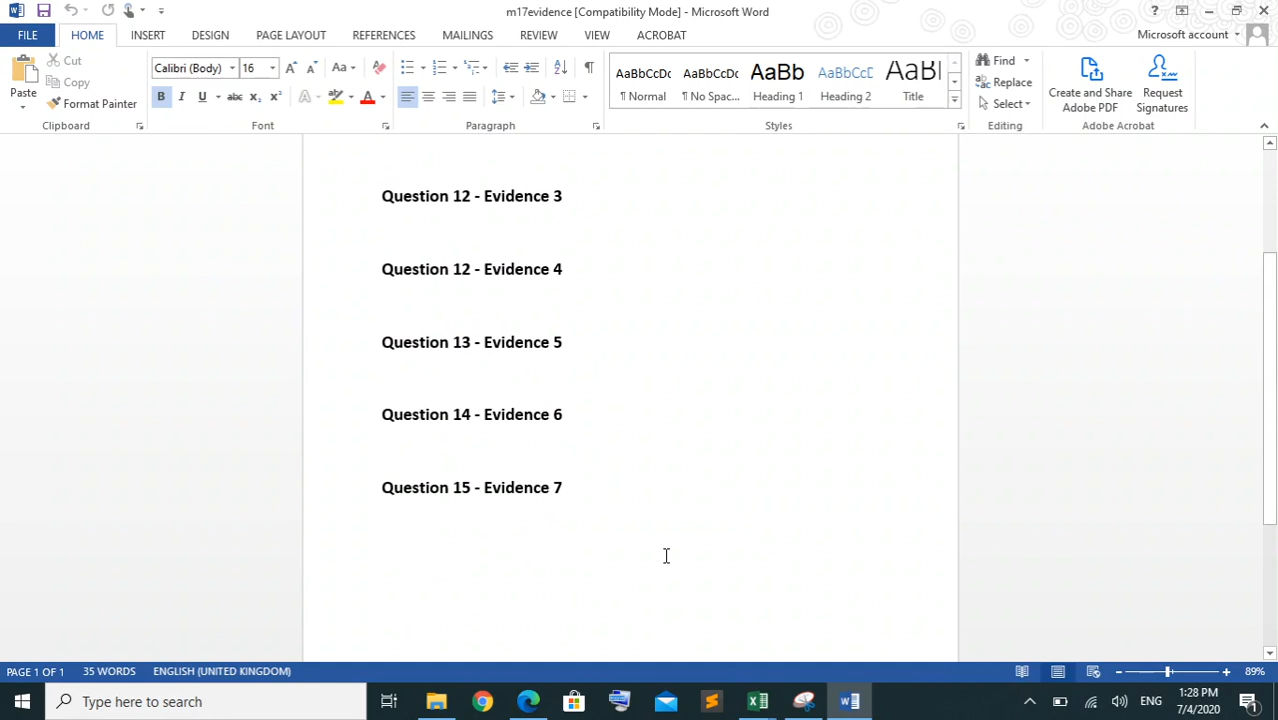 m17evidence [Compatibility Mode] - Microsoft Word
FILE HOME INSERT DESIGN PAGE LAYOUT REFERENCES MAILINGS REVIEW VIEW ACROBAT Microsoft account
Paste
Cut
Copy
Format Painter
Clipboard
Calibri (Body) 16
Font
Paragraph
AaBbCcDc AaBbCcDc AaBb AaBbCcD AaBI
¶ Normal ¶ No Spac... Heading 1 Heading 2 Title
Styles
Find
Replace
Select
Editing
Create and Share Adobe PDF
Request Signatures
Adobe Acrobat
Question 12 - Evidence 3
Question 12 - Evidence 4
Question 13 - Evidence 5
Question 14 - Evidence 6
Question 15 - Evidence 7
PAGE 1 OF 1 35 WORDS ENGLISH (UNITED KINGDOM) 89%
Type here to search
ENG
1:28 PM
7/4/2020